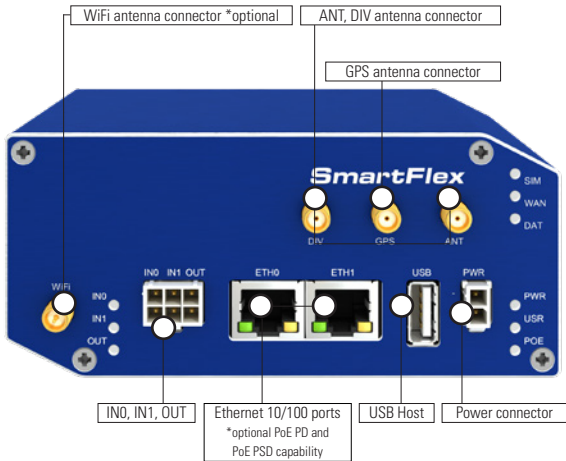 WiFi antenna connector *optional
ANT, DIV antenna connector
GPS antenna connector
SmartFlex
SIM
WAN
DAT
DIV
GPS
ANT
WiFi
IN0 IN1 OUT
ETH0
ETH1
USB
PWR
IN0
IN1
OUT
PWR
USR
POE
IN0, IN1, OUT
Ethernet 10/100 ports
*optional PoE PD and
PoE PSD capability
USB Host
Power connector